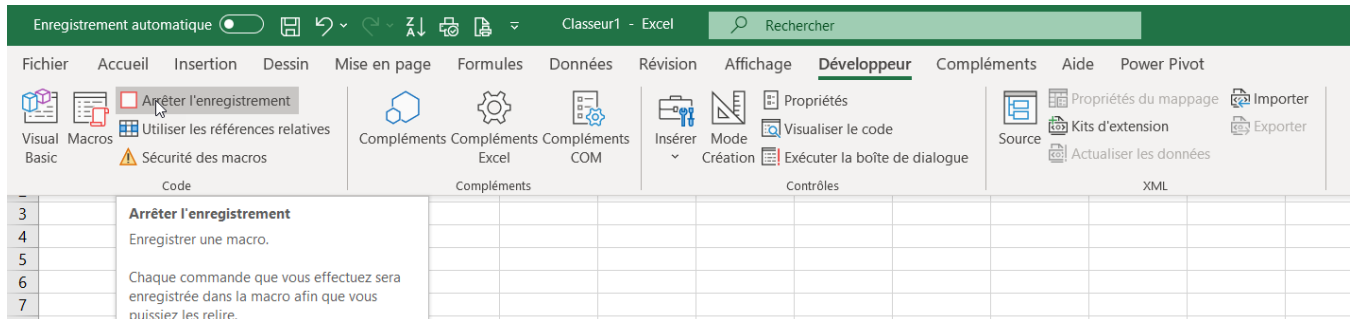 Enregistrement automatique Classeur1 - Excel Rechercher
Fichier Accueil Insertion Dessin Mise en page Formules Données Révision Affichage Développeur Compléments Aide Power Pivot
Visual Basic
Macros
Arrêter l'enregistrement
Utiliser les références relatives
Sécurité des macros
Code
Compléments
Compléments Excel
Compléments COM
Compléments
Insérer
Mode Création
Propriétés
Visualiser le code
Exécuter la boîte de dialogue
Contrôles
Source
Propriétés du mappage
Kits d'extension
Actualiser les données
Importer
Exporter
XML
3
4
5
6
7
Arrêter l'enregistrement
Enregistrer une macro.
Chaque commande que vous effectuez sera
enregistrée dans la macro afin que vous
puissiez les relire.